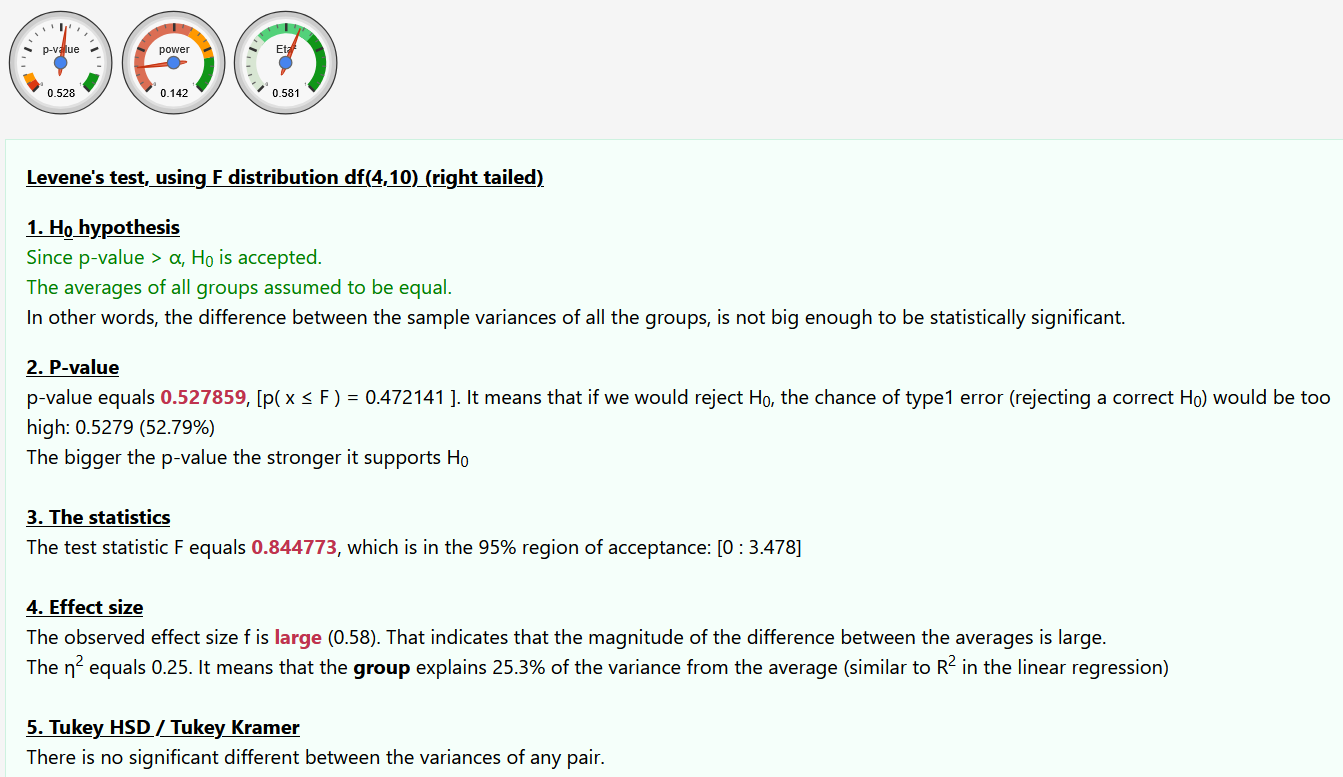 p-value power Eta²
0.528 0.142 0.581
Levene's test, using F distribution df(4,10) (right tailed)
1. H₀ hypothesis
Since p-value > α, H₀ is accepted.
The averages of all groups assumed to be equal.
In other words, the difference between the sample variances of all the groups, is not big enough to be statistically significant.
2. P-value
p-value equals 0.527859, [p( x ≤ F ) = 0.472141 ]. It means that if we would reject H₀, the chance of type1 error (rejecting a correct H₀) would be too
high: 0.5279 (52.79%)
The bigger the p-value the stronger it supports H₀
3. The statistics
The test statistic F equals 0.844773, which is in the 95% region of acceptance: [0 : 3.478]
4. Effect size
The observed effect size f is large (0.58). That indicates that the magnitude of the difference between the averages is large.
The η² equals 0.25. It means that the group explains 25.3% of the variance from the average (similar to R² in the linear regression)
5. Tukey HSD / Tukey Kramer
There is no significant different between the variances of any pair.